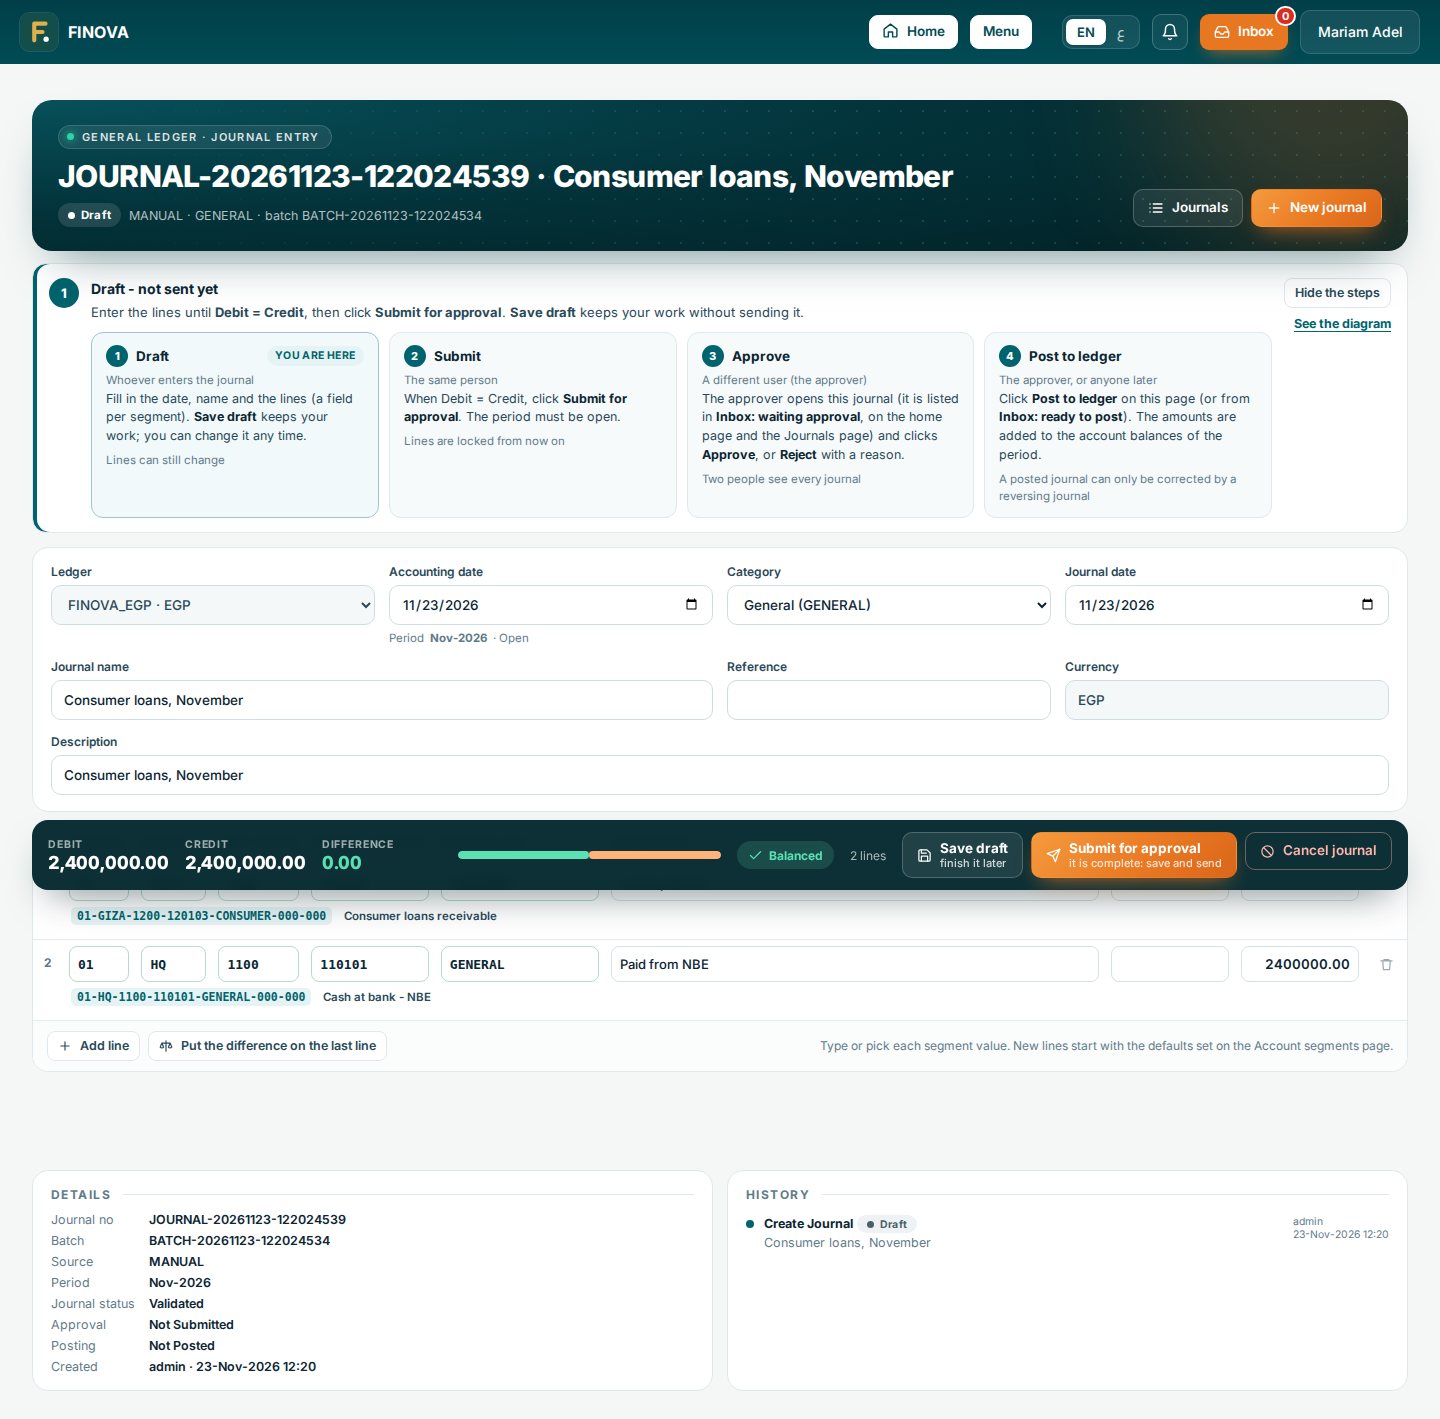 FINOVA
Home
Menu
EN
ع
Inbox
0
Mariam Adel
GENERAL LEDGER · JOURNAL ENTRY
JOURNAL-20261123-122024539 · Consumer loans, November
Draft
MANUAL · GENERAL · batch BATCH-20261123-122024534
Journals
New journal
1
Draft - not sent yet
Enter the lines until Debit = Credit, then click Submit for approval. Save draft keeps your work without sending it.
Hide the steps
See the diagram
1 Draft YOU ARE HERE
Whoever enters the journal
Fill in the date, name and the lines (a field
per segment). Save draft keeps your
work; you can change it any time.
Lines can still change
2 Submit
The same person
When Debit = Credit, click Submit for
approval. The period must be open.
Lines are locked from now on
3 Approve
A different user (the approver)
The approver opens this journal (it is listed
in Inbox: waiting approval, on the home
page and the Journals page) and clicks
Approve, or Reject with a reason.
Two people see every journal
4 Post to ledger
The approver, or anyone later
Click Post to ledger on this page (or from
Inbox: ready to post). The amounts are
added to the account balances of the
period.
A posted journal can only be corrected by a
reversing journal
Ledger
FINOVA_EGP · EGP
Accounting date
11/23/2026
Period Nov-2026 · Open
Category
General (GENERAL)
Journal date
11/23/2026
Journal name
Consumer loans, November
Reference
Currency
EGP
Description
Consumer loans, November
DEBIT
2,400,000.00
CREDIT
2,400,000.00
DIFFERENCE
0.00
Balanced
2 lines
Save draft
finish it later
Submit for approval
it is complete: save and send
Cancel journal
01-GIZA-1200-120103-CONSUMER-000-000 Consumer loans receivable
2 01 HQ 1100 110101 GENERAL Paid from NBE 2400000.00
01-HQ-1100-110101-GENERAL-000-000 Cash at bank - NBE
Add line
Put the difference on the last line
Type or pick each segment value. New lines start with the defaults set on the Account segments page.
DETAILS
Journal no JOURNAL-20261123-122024539
Batch BATCH-20261123-122024534
Source MANUAL
Period Nov-2026
Journal status Validated
Approval Not Submitted
Posting Not Posted
Created admin · 23-Nov-2026 12:20
HISTORY
Create Journal Draft
Consumer loans, November
admin
23-Nov-2026 12:20